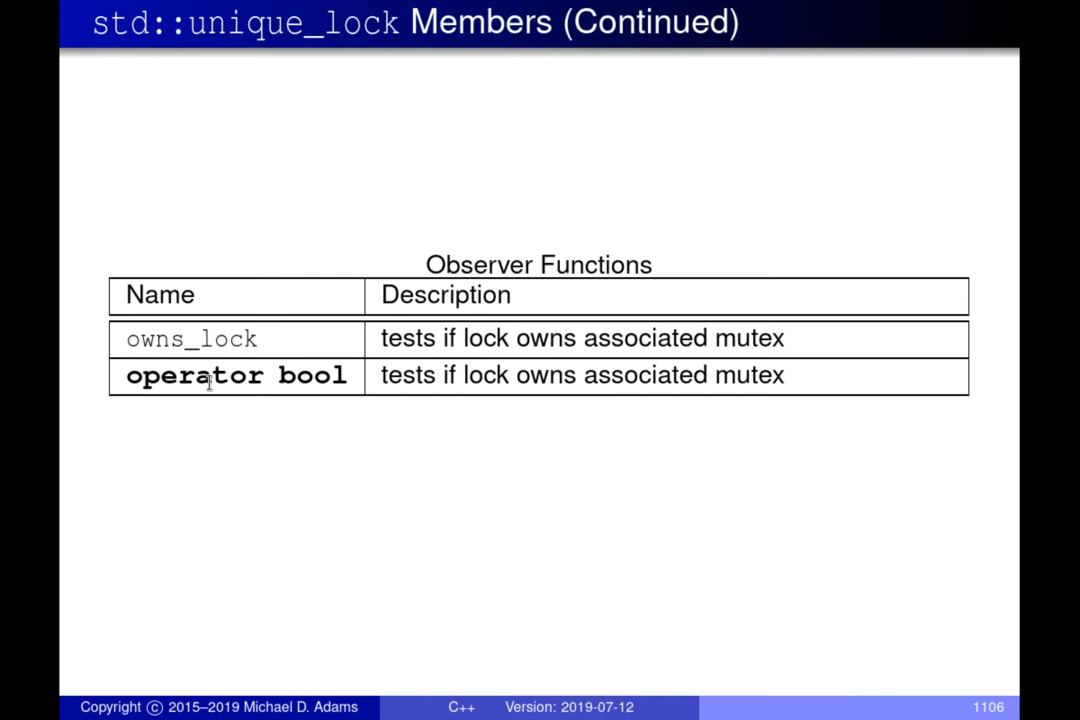 std::unique_lock Members (Continued)
Observer Functions
Name Description
owns_lock tests if lock owns associated mutex
operator bool tests if lock owns associated mutex
Copyright © 2015–2019 Michael D. Adams C++ Version: 2019-07-12 1106